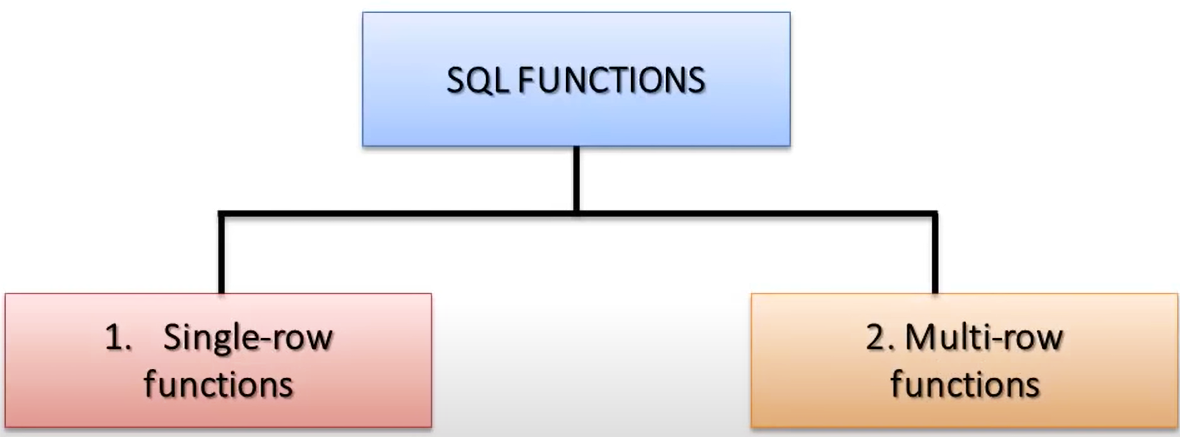 SQL FUNCTIONS
1. Single-row
functions
2. Multi-row
functions